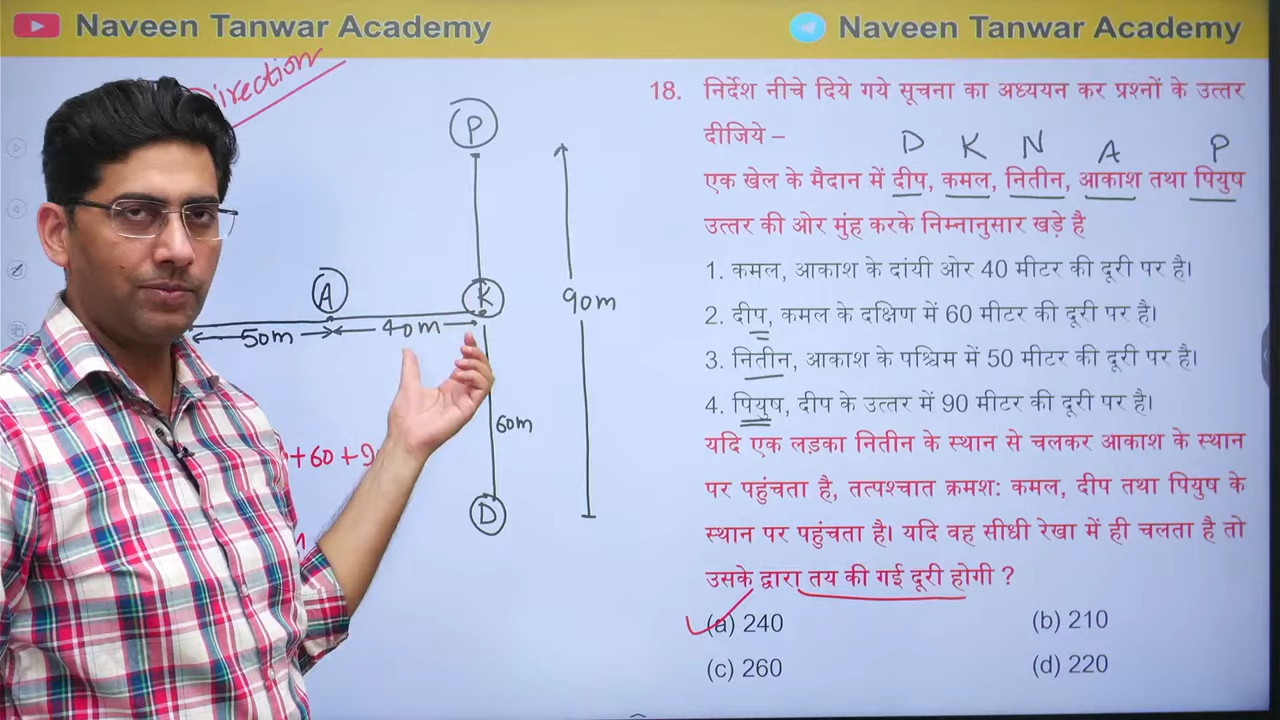 Naveen Tanwar Academy
Naveen Tanwar Academy
Direction
P
A
K
90m
50m
40m
60m
+60+9
D
18. निर्देश नीचे दिये गये सूचना का अध्ययन कर प्रश्नों के उत्तर
दीजिये –
D K N A P
एक खेल के मैदान में दीप, कमल, नितीन, आकाश तथा पियुष
उत्तर की ओर मुंह करके निम्नानुसार खड़े है
1. कमल, आकाश के दांयी ओर 40 मीटर की दूरी पर है।
2. दीप, कमल के दक्षिण में 60 मीटर की दूरी पर है।
3. नितीन, आकाश के पश्चिम में 50 मीटर की दूरी पर है।
4. पियुष, दीप के उत्तर में 90 मीटर की दूरी पर है।
यदि एक लड़का नितीन के स्थान से चलकर आकाश के स्थान
पर पहुंचता है, तत्पश्चात क्रमश: कमल, दीप तथा पियुष के
स्थान पर पहुंचता है। यदि वह सीधी रेखा में ही चलता है तो
उसके द्वारा तय की गई दूरी होगी ?
(a) 240 (b) 210
(c) 260 (d) 220